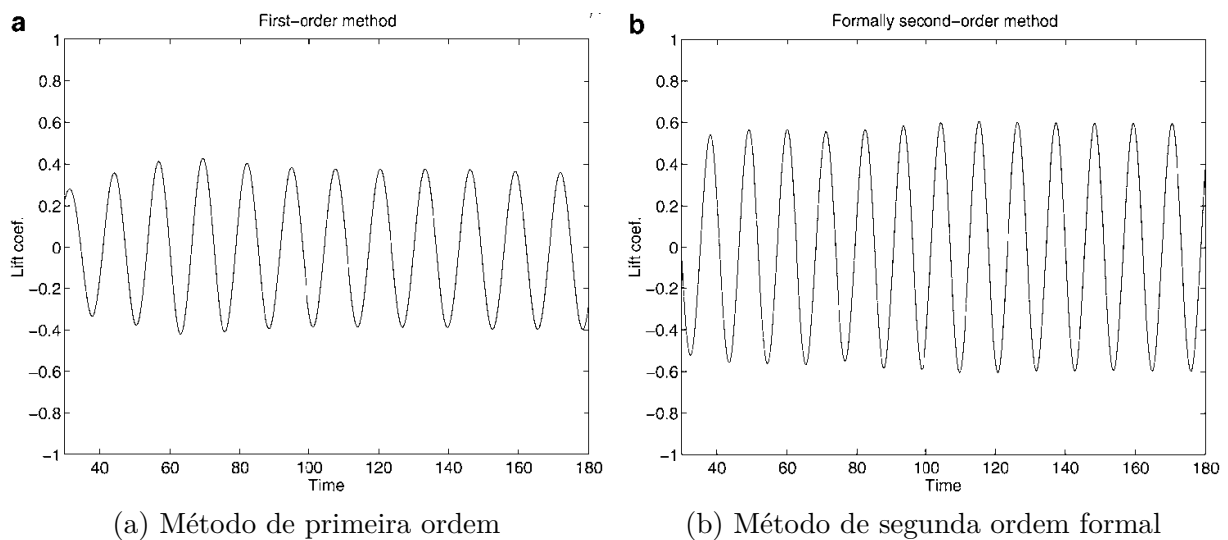 a
First–order method
1
0.8
0.6
0.4
0.2
0
−0.2
−0.4
−0.6
−0.8
−1
Lift coef.
40 60 80 100 120 140 160 180
Time
(a) Método de primeira ordem
b
Formally second–order method
1
0.8
0.6
0.4
0.2
0
−0.2
−0.4
−0.6
−0.8
−1
Lift coef.
40 60 80 100 120 140 160 180
Time
(b) Método de segunda ordem formal